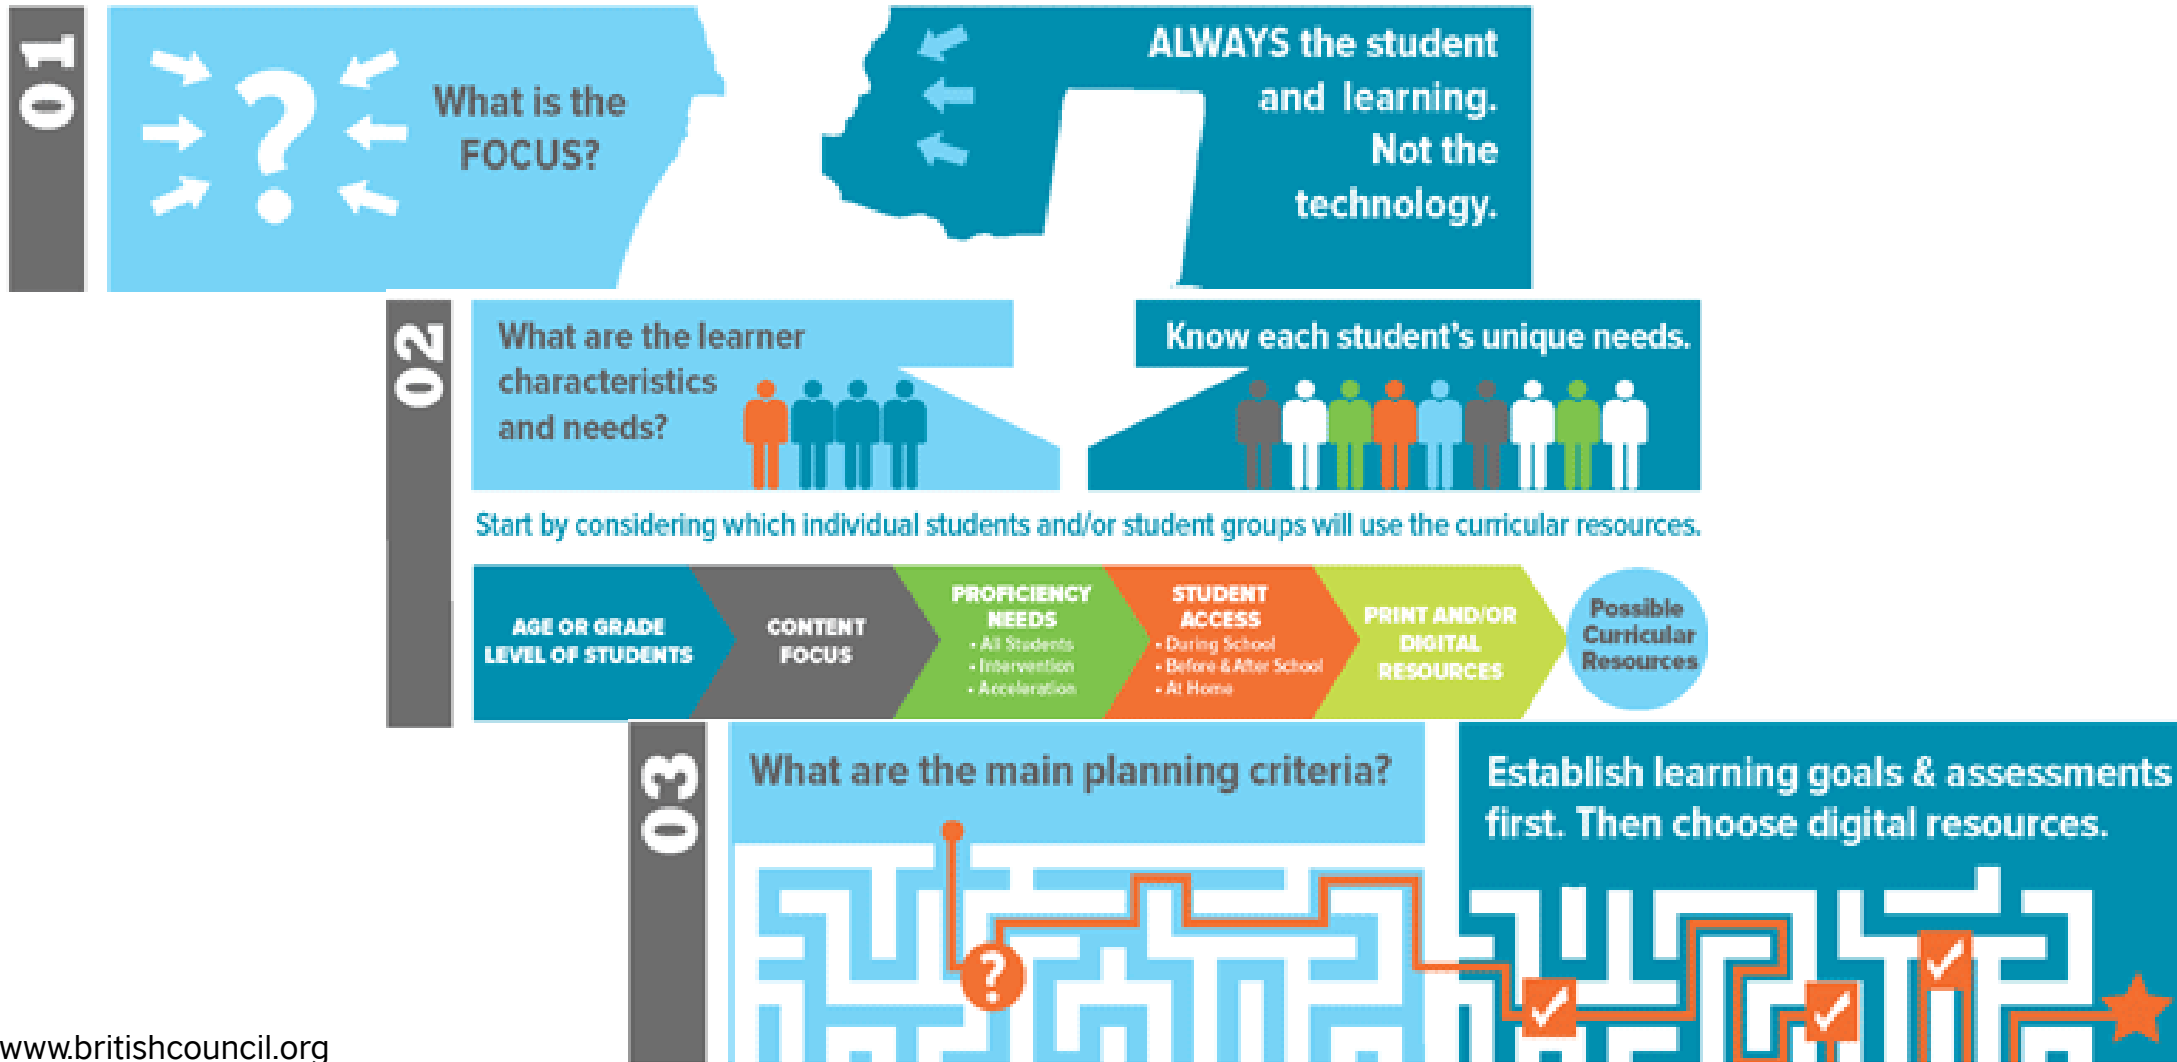 01
What is the
FOCUS?
ALWAYS the student
and learning.
Not the
technology.
02
What are the learner
characteristics
and needs?
Know each student's unique needs.
Start by considering which individual students and/or student groups will use the curricular resources.
AGE OR GRADE
LEVEL OF STUDENTS
CONTENT
FOCUS
PROFICIENCY
NEEDS
• All Students
• Intervention
• Acceleration
STUDENT
ACCESS
• During School
• Before & After School
• At Home
PRINT AND/OR
DIGITAL
RESOURCES
Possible
Curricular
Resources
03
What are the main planning criteria?
Establish learning goals & assessments
first. Then choose digital resources.
?
www.britishcouncil.org